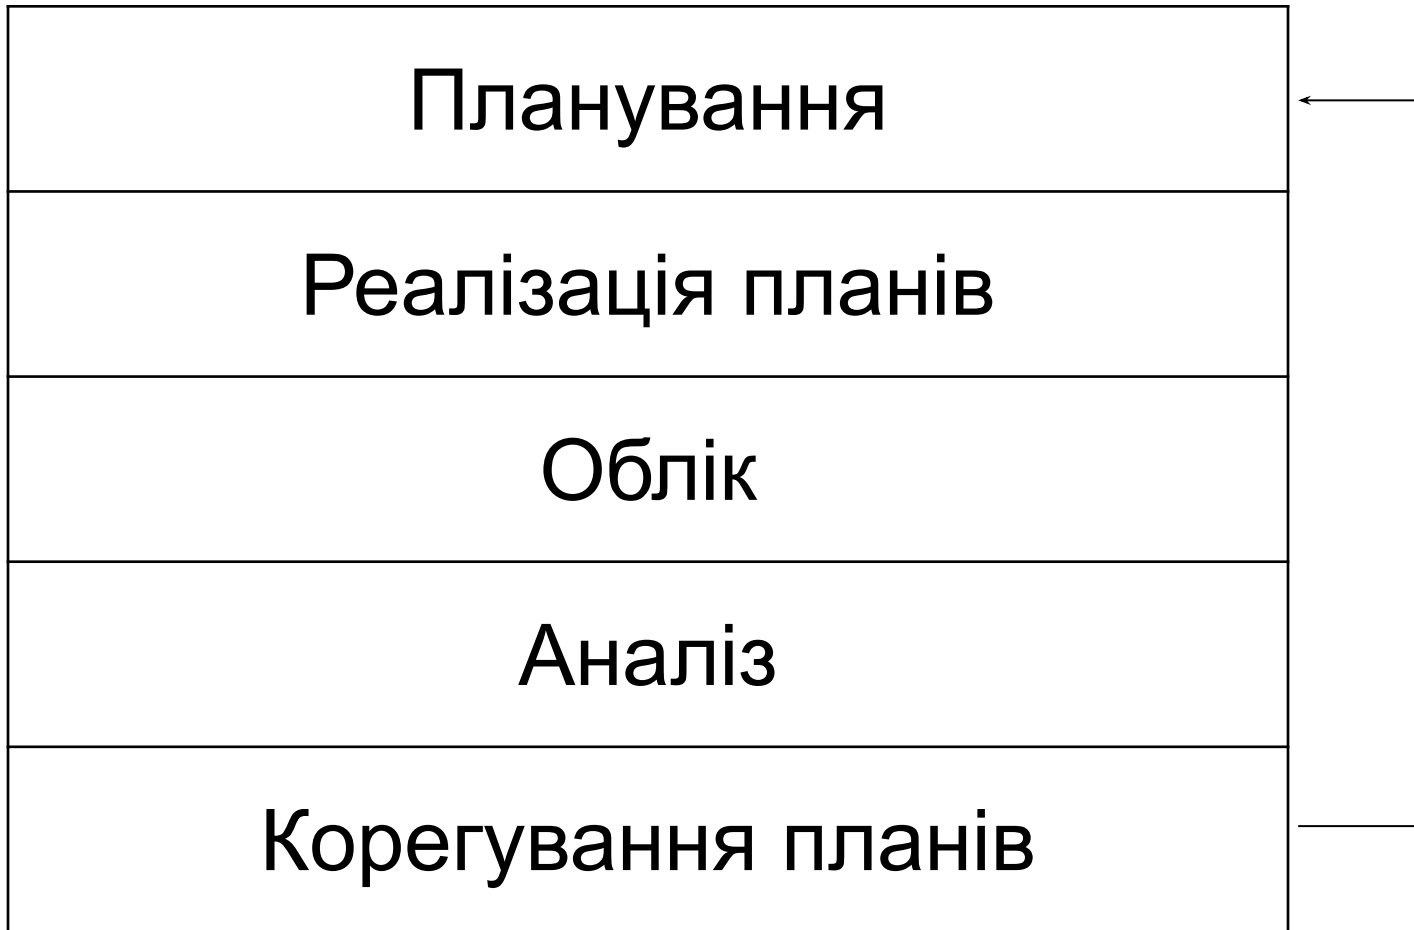 Планування
Реалізація планів
Облік
Аналіз
Корегування планів